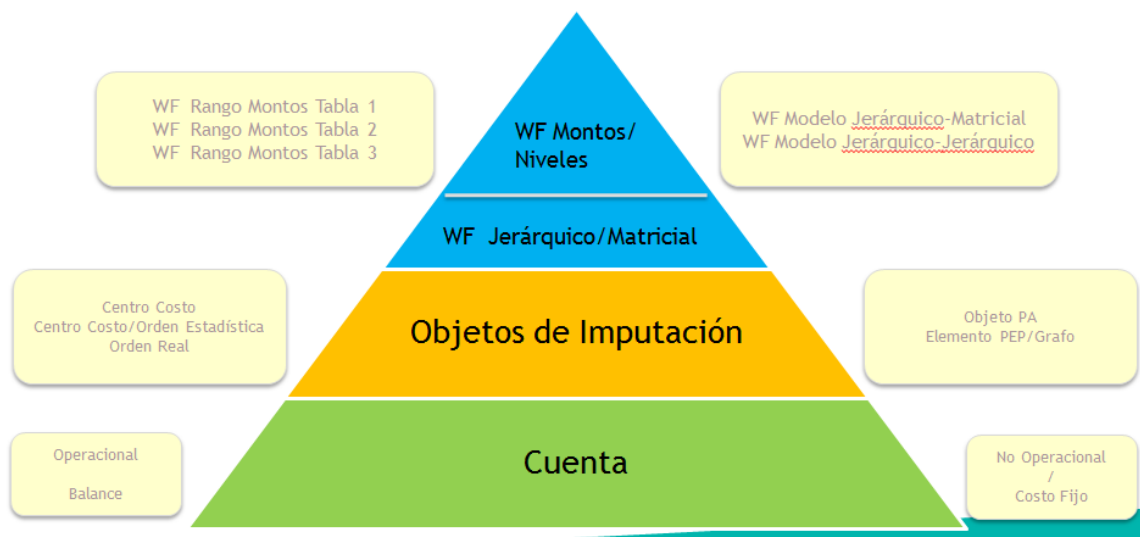 WF Rango Montos Tabla 1
WF Rango Montos Tabla 2
WF Rango Montos Tabla 3
WF Montos/
Niveles
WF Modelo Jerárquico-Matricial
WF Modelo Jerárquico-Jerárquico
WF Jerárquico/Matricial
Centro Costo
Centro Costo/Orden Estadística
Orden Real
Objetos de Imputación
Objeto PA
Elemento PEP/Grafo
Operacional
Balance
Cuenta
No Operacional
/
Costo Fijo